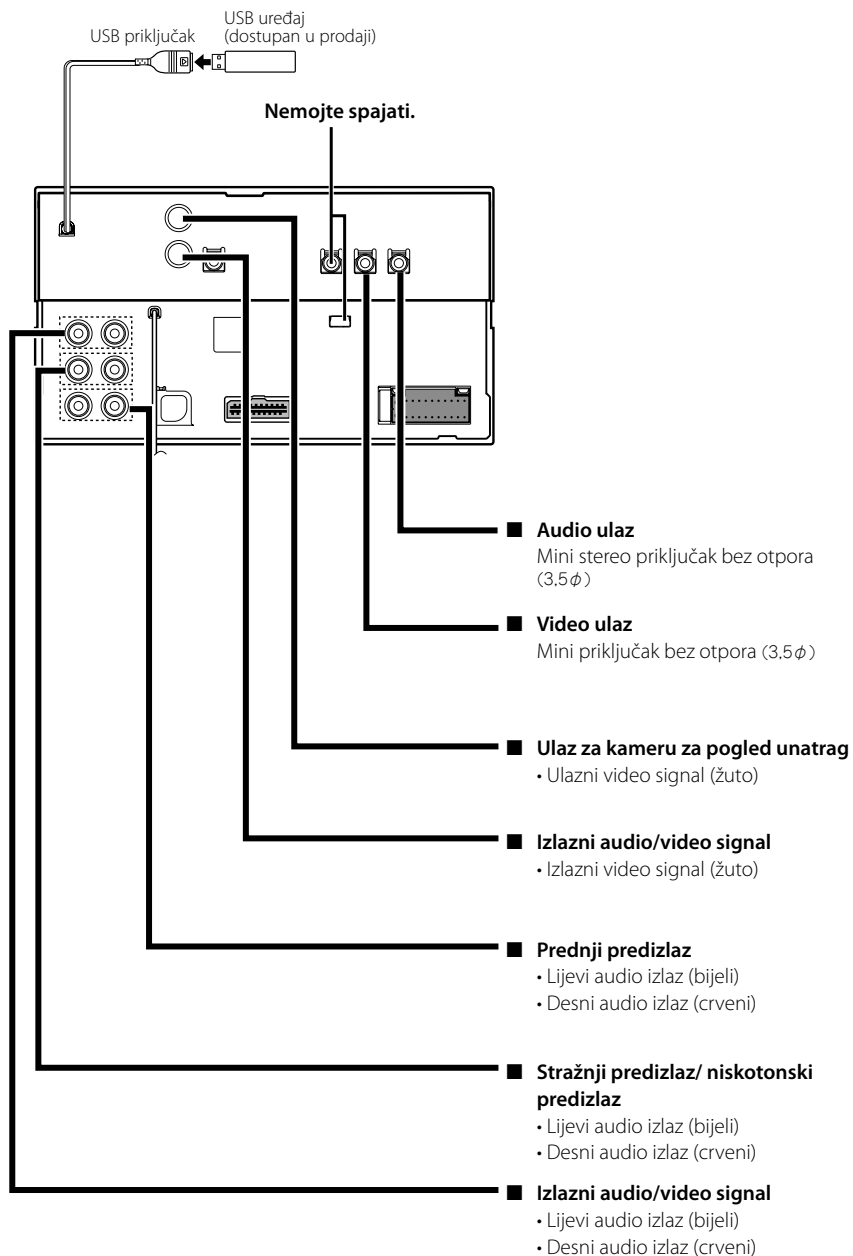 USB uređaj
USB priključak
(dostupan u prodaji)
Nemojte spajati.
■ Audio ulaz
Mini stereo priključak bez otpora
(3,5φ)
■ Video ulaz
Mini priključak bez otpora (3,5φ)
■ Ulaz za kameru za pogled unatrag
• Ulazni video signal (žuto)
■ Izlazni audio/video signal
• Izlazni video signal (žuto)
■ Prednji predizlaz
• Lijevi audio izlaz (bijeli)
• Desni audio izlaz (crveni)
■ Stražnji predizlaz/ niskotonski
predizlaz
• Lijevi audio izlaz (bijeli)
• Desni audio izlaz (crveni)
■ Izlazni audio/video signal
• Lijevi audio izlaz (bijeli)
• Desni audio izlaz (crveni)